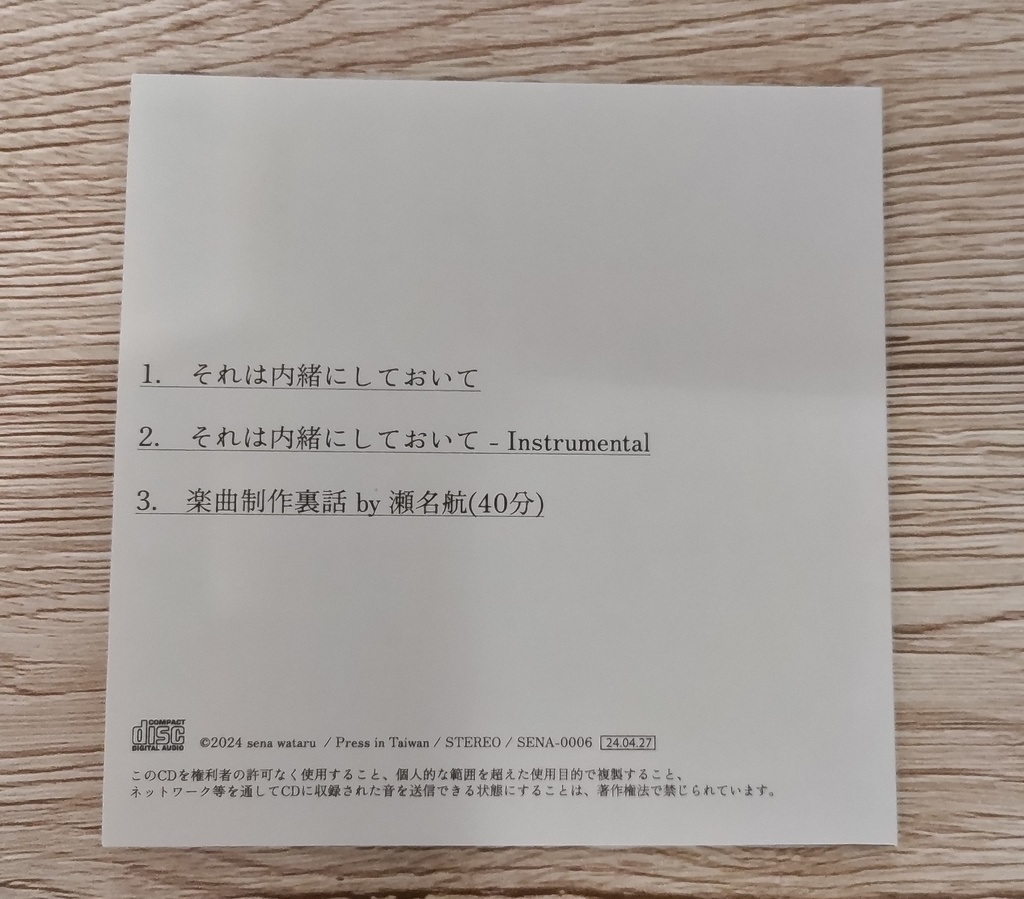 1. それは内緒にしておいて
2. それは内緒にしておいて - Instrumental
3. 楽曲制作裏話 by 瀬名航(40分)
COMPACT
disc
DIGITAL AUDIO
©2024 sena wataru / Press in Taiwan / STEREO / SENA-0006 24.04.27
このCDを権利者の許可なく使用すること、個人的な範囲を超えた使用目的で複製すること、
ネットワーク等を通してCDに収録された音を送信できる状態にすることは、著作権法で禁じられています。